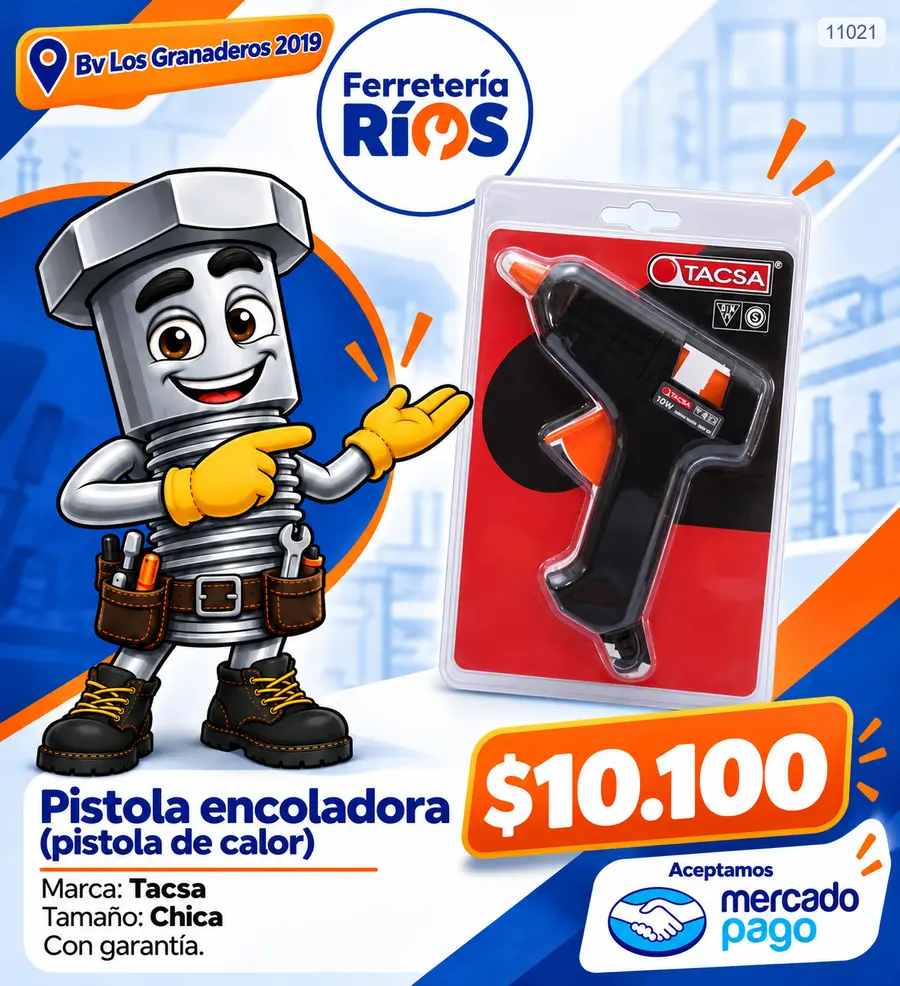 Bv Los Granaderos 2019
11021
Ferretería
RÍOS
TACSA®
TACSA
10W
$10.100
Pistola encoladora
(pistola de calor)
Marca: Tacsa
Tamaño: Chica
Con garantía.
Aceptamos
mercado
pago